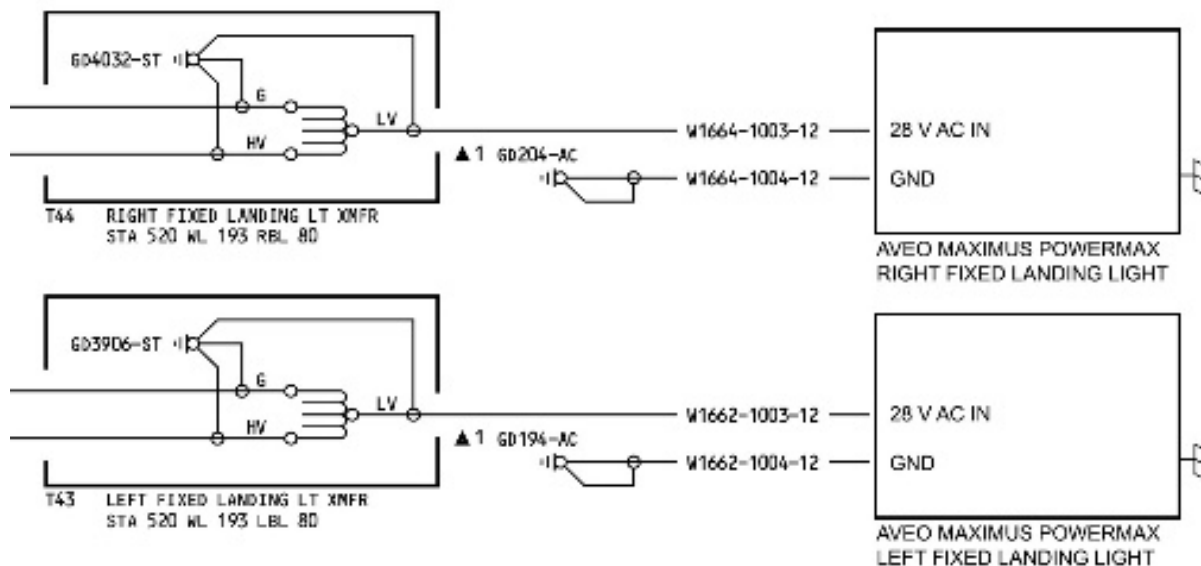 GD4032-ST
G
HV
LV
▲ 1 GD204-AC
W1664-1003-12
28 V AC IN
W1664-1004-12
GND
T44 RIGHT FIXED LANDING LT XMFR
STA 520 WL 193 RBL 80
AVEO MAXIMUS POWERMAX
RIGHT FIXED LANDING LIGHT
GD3906-ST
G
HV
LV
▲ 1 GD194-AC
W1662-1003-12
28 V AC IN
W1662-1004-12
GND
T43 LEFT FIXED LANDING LT XMFR
STA 520 WL 193 LBL 80
AVEO MAXIMUS POWERMAX
LEFT FIXED LANDING LIGHT